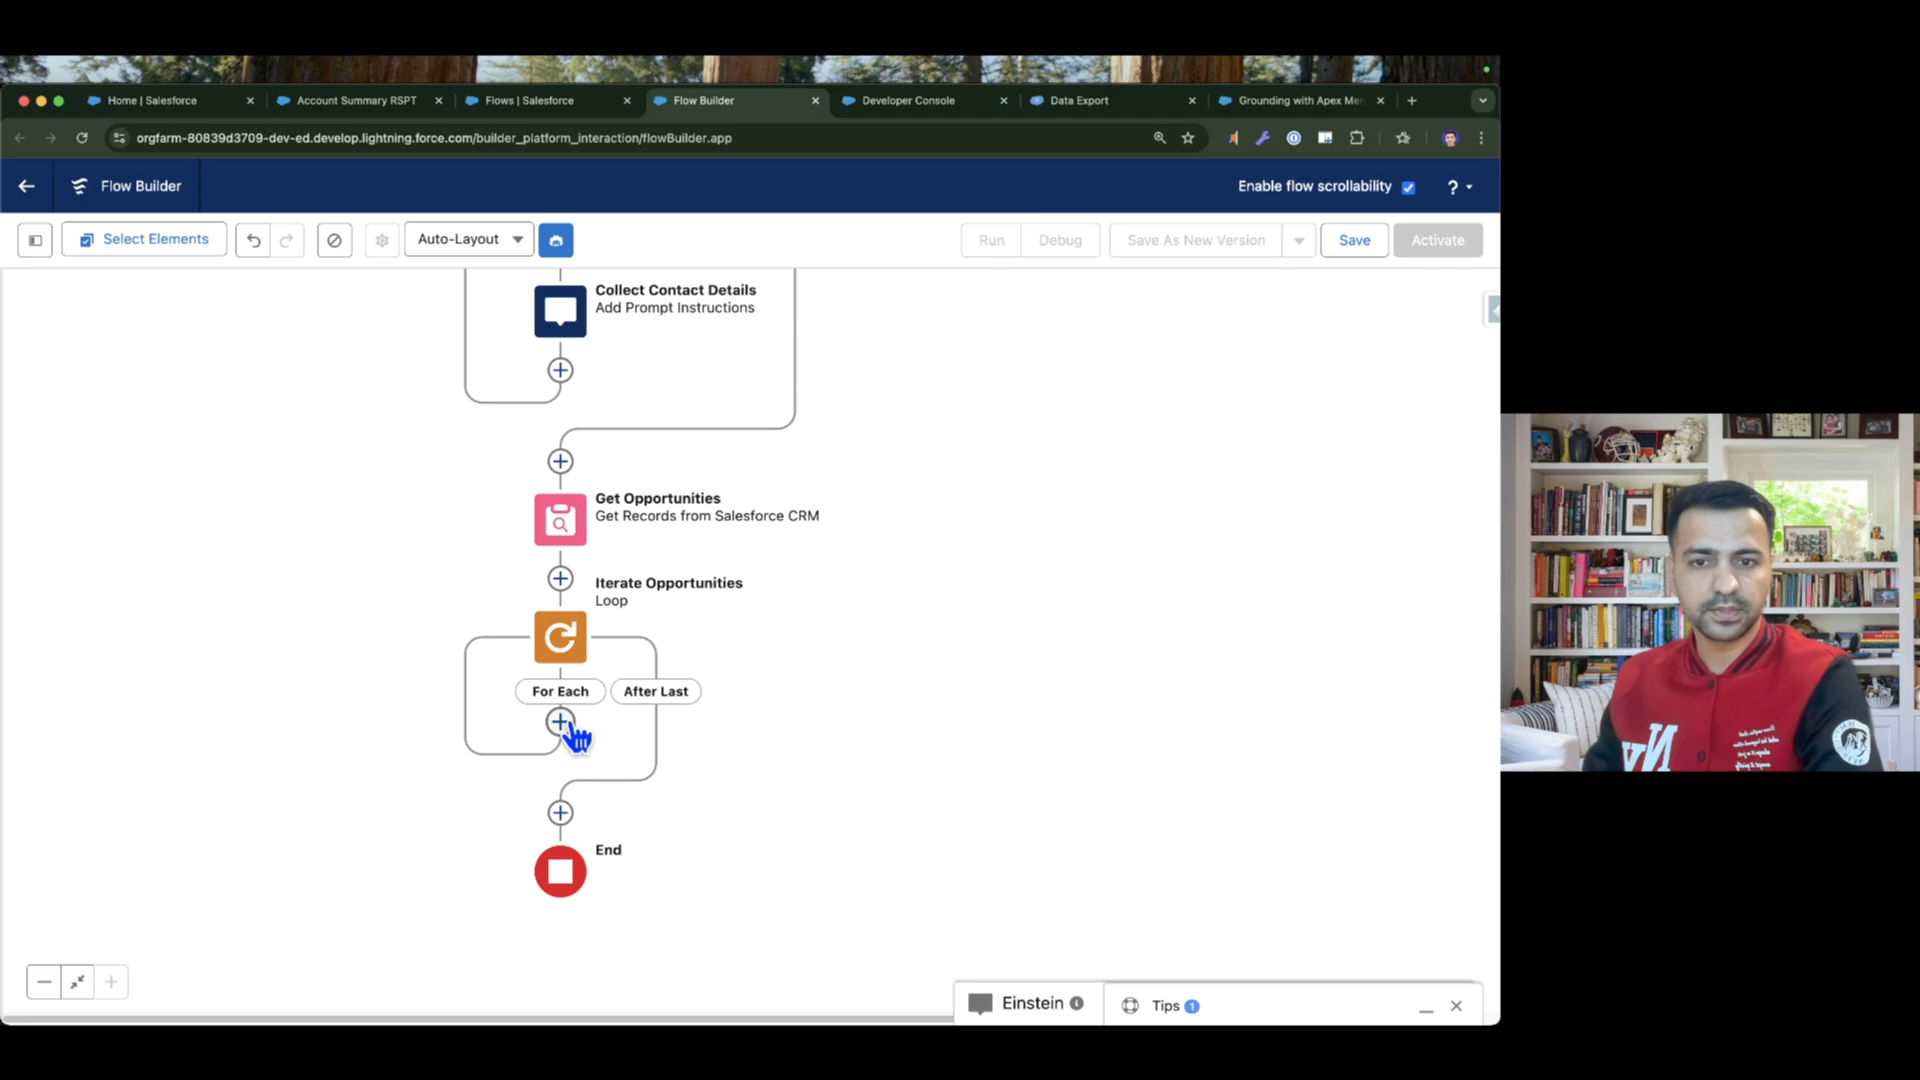 Home | Salesforce
Account Summary RSPT
Flows | Salesforce
Flow Builder
Developer Console
Data Export
Grounding with Apex Mer
orgfarm-80839d3709-dev-ed.develop.lightning.force.com/builder_platform_interaction/flowBuilder.app
Flow Builder
Enable flow scrollability
?
Select Elements
Auto-Layout
Run
Debug
Save As New Version
Save
Activate
Collect Contact Details
Add Prompt Instructions
Get Opportunities
Get Records from Salesforce CRM
Iterate Opportunities
Loop
For Each
After Last
End
Einstein
Tips 1